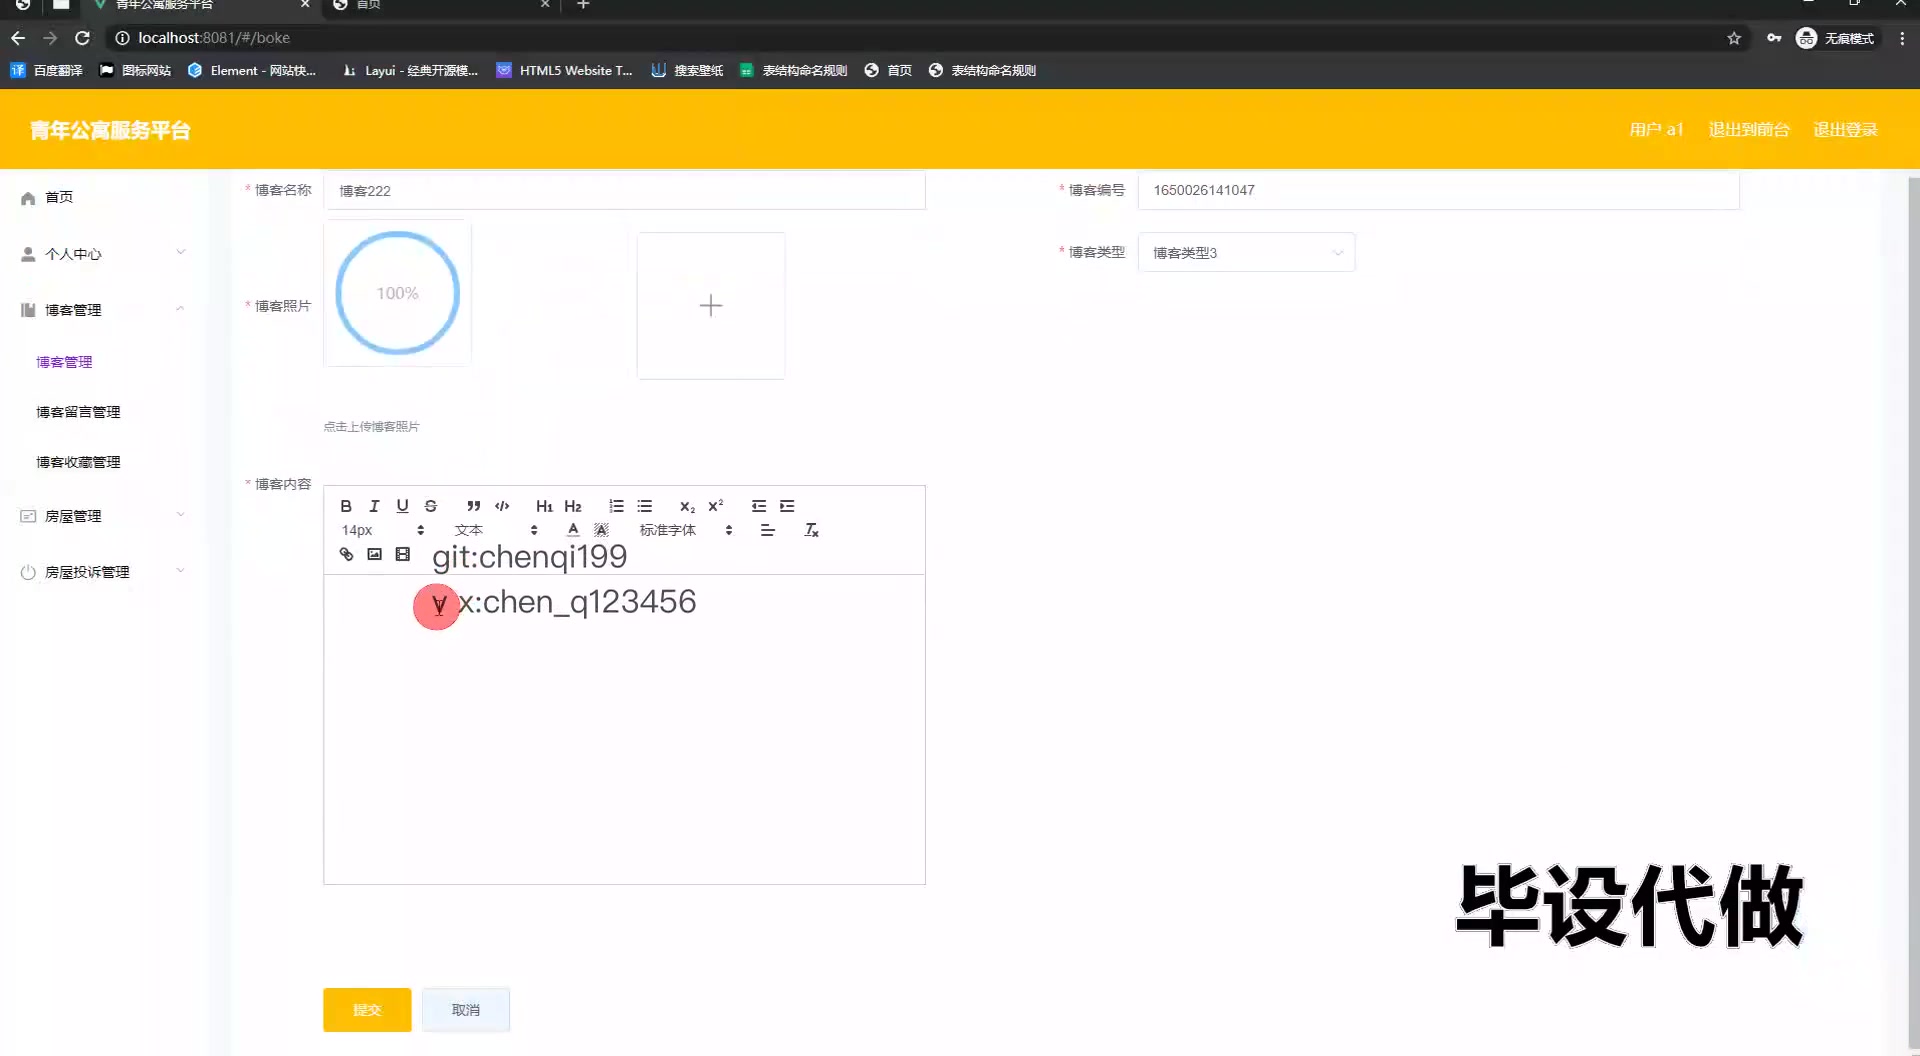 青年公寓服务平台
首页
localhost:8081/#/boke
无痕模式
百度翻译
图标网站
Element - 网站快...
Layui - 经典开源模...
HTML5 Website T...
搜索壁纸
表结构命名规则
首页
表结构命名规则
青年公寓服务平台
用户 a1
退出到前台
退出登录
首页
个人中心
博客管理
博客管理
博客留言管理
博客收藏管理
房屋管理
房屋投诉管理
* 博客名称
博客222
* 博客编号
1650026141047
* 博客照片
100%
* 博客类型
博客类型3
点击上传博客照片
* 博客内容
14px
文本
标准字体
git:chenqi199
v x:chen_q123456
毕设代做
提交
取消